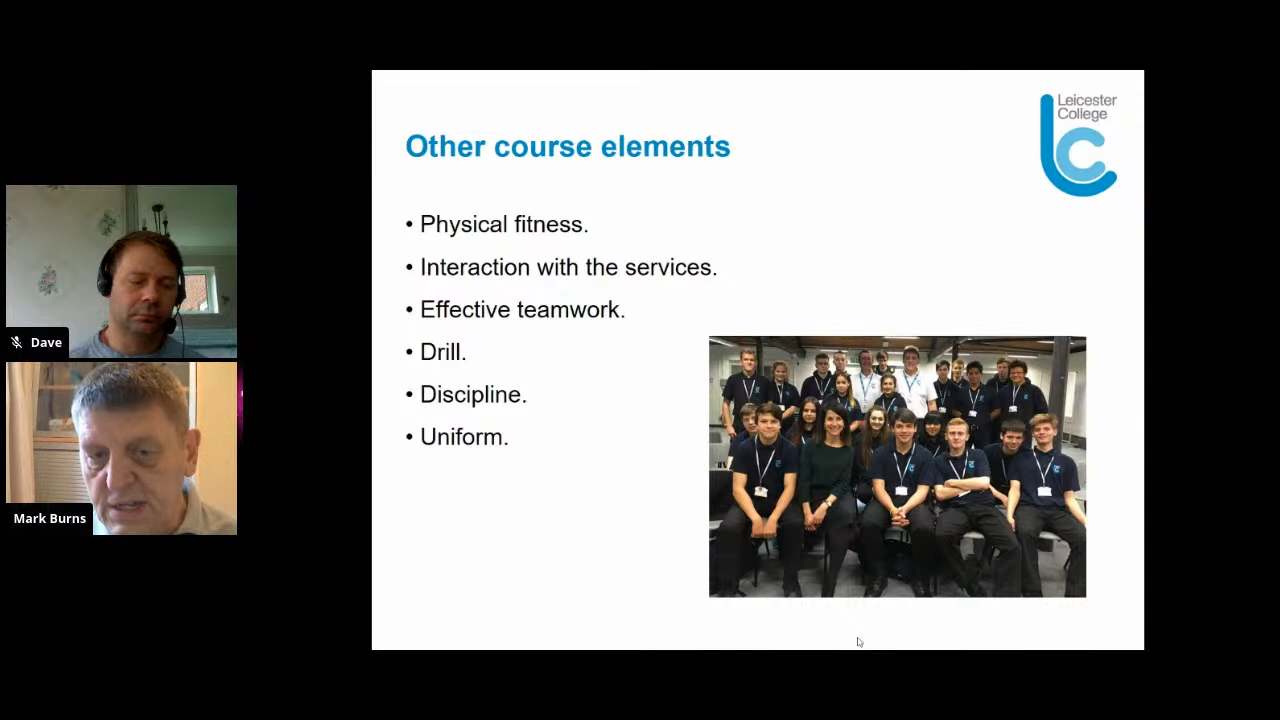 Leicester
College
Other course elements
• Physical fitness.
• Interaction with the services.
• Effective teamwork.
• Drill.
• Discipline.
• Uniform.
Dave
Mark Burns